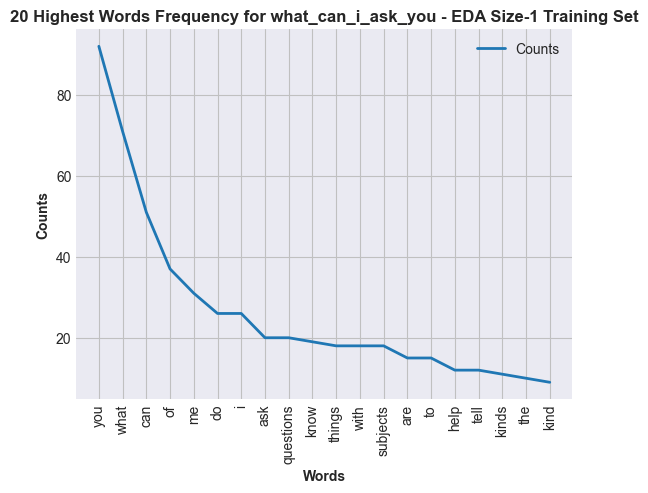 20 Highest Words Frequency for what_can_i_ask_you - EDA Size-1 Training Set
Counts
80
60
40
20
Counts
you
what
can
of
me
do
i
ask
questions
know
things
with
subjects
are
to
help
tell
kinds
the
kind
Words